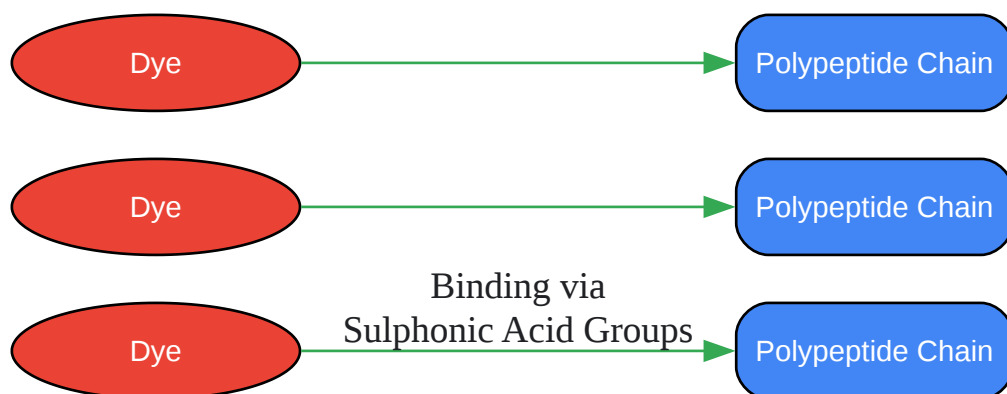 Dye
Polypeptide Chain
Dye
Polypeptide Chain
Binding via
Sulphonic Acid Groups
Dye
Polypeptide Chain